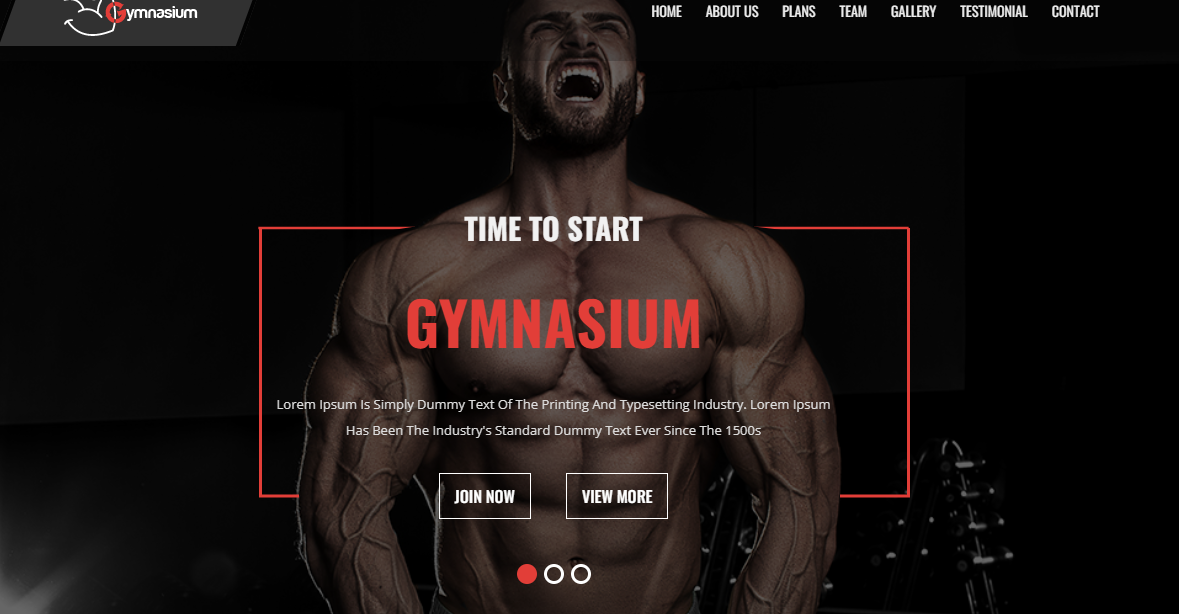 Gymnasium
HOME ABOUT US PLANS TEAM GALLERY TESTIMONIAL CONTACT
TIME TO START
GYMNASIUM
Lorem Ipsum Is Simply Dummy Text Of The Printing And Typesetting Industry. Lorem Ipsum
Has Been The Industry's Standard Dummy Text Ever Since The 1500s
JOIN NOW VIEW MORE